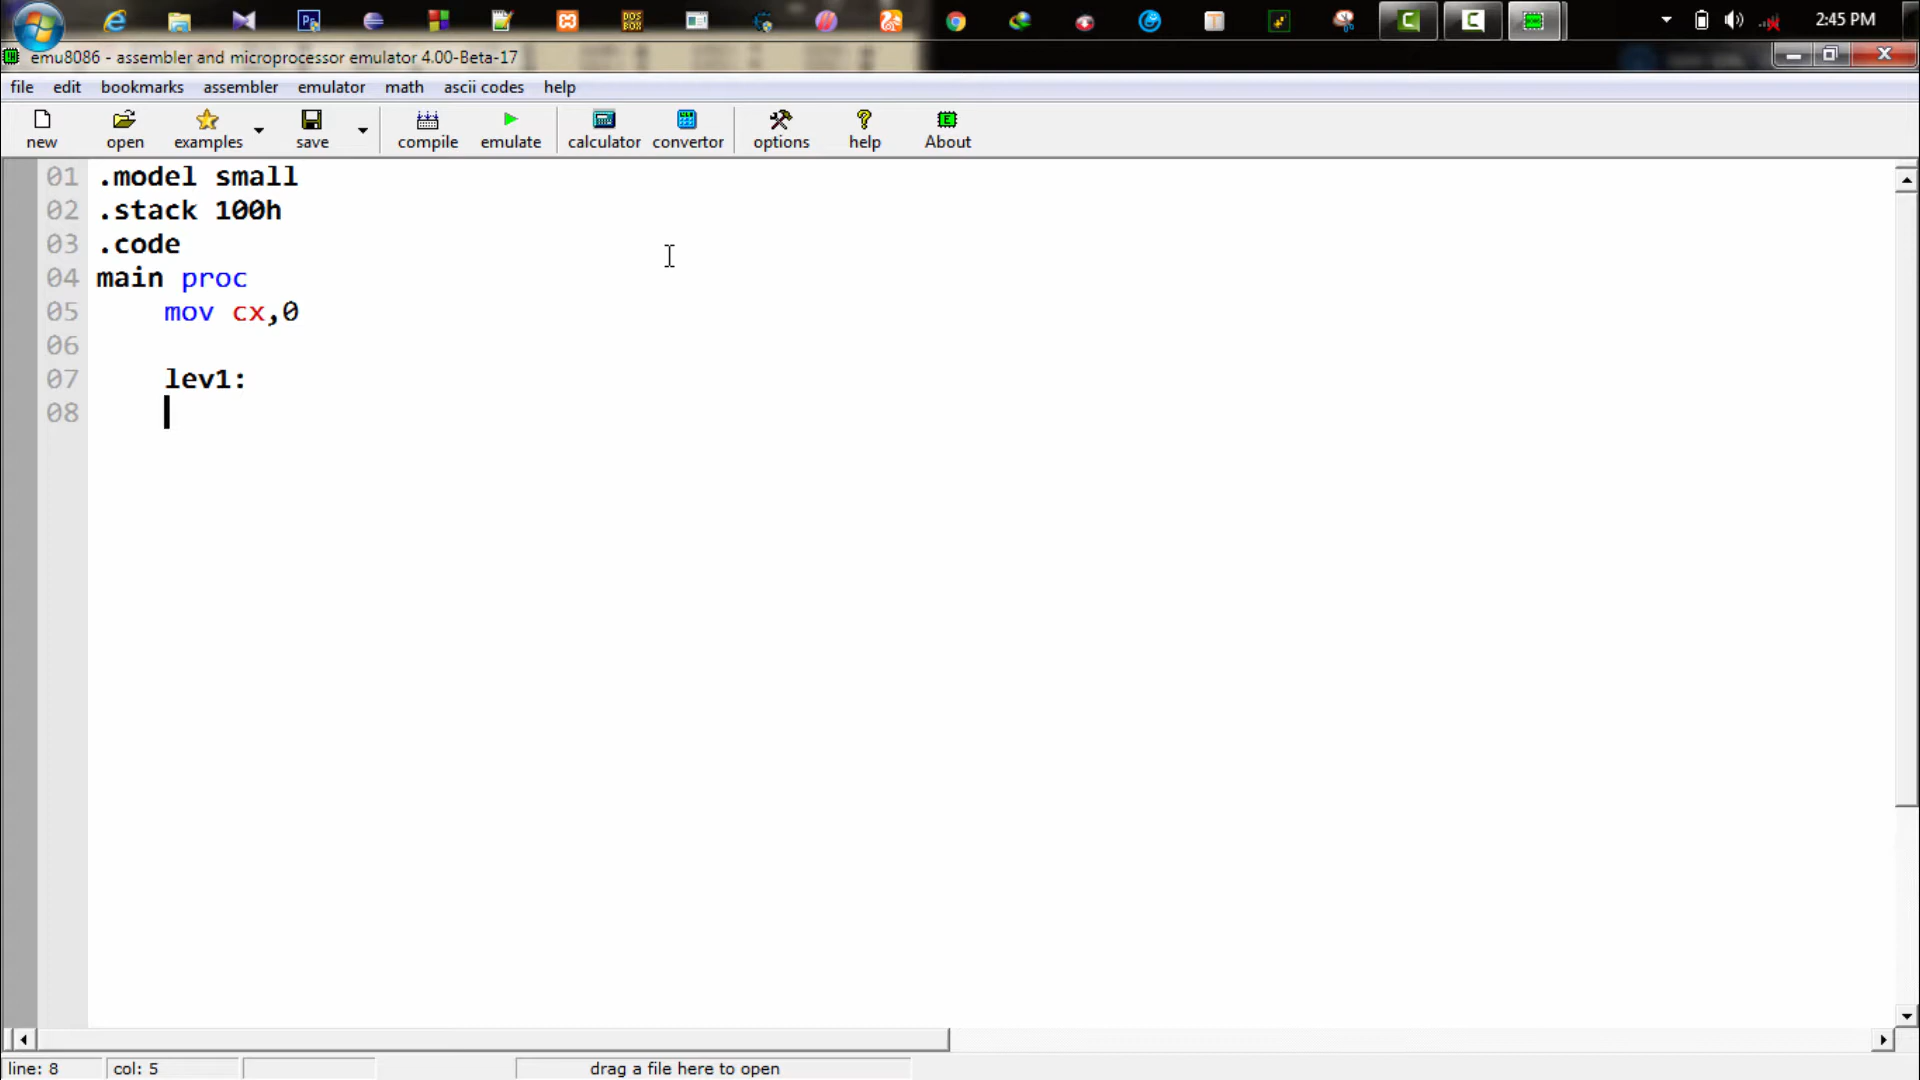 2:45 PM
emu8086 - assembler and microprocessor emulator 4.00-Beta-17
file edit bookmarks assembler emulator math ascii codes help
new open examples save compile emulate calculator convertor options help About
01 .model small
02 .stack 100h
03 .code
04 main proc
05 mov cx,0
06
07 lev1:
08
line: 8 col: 5 drag a file here to open